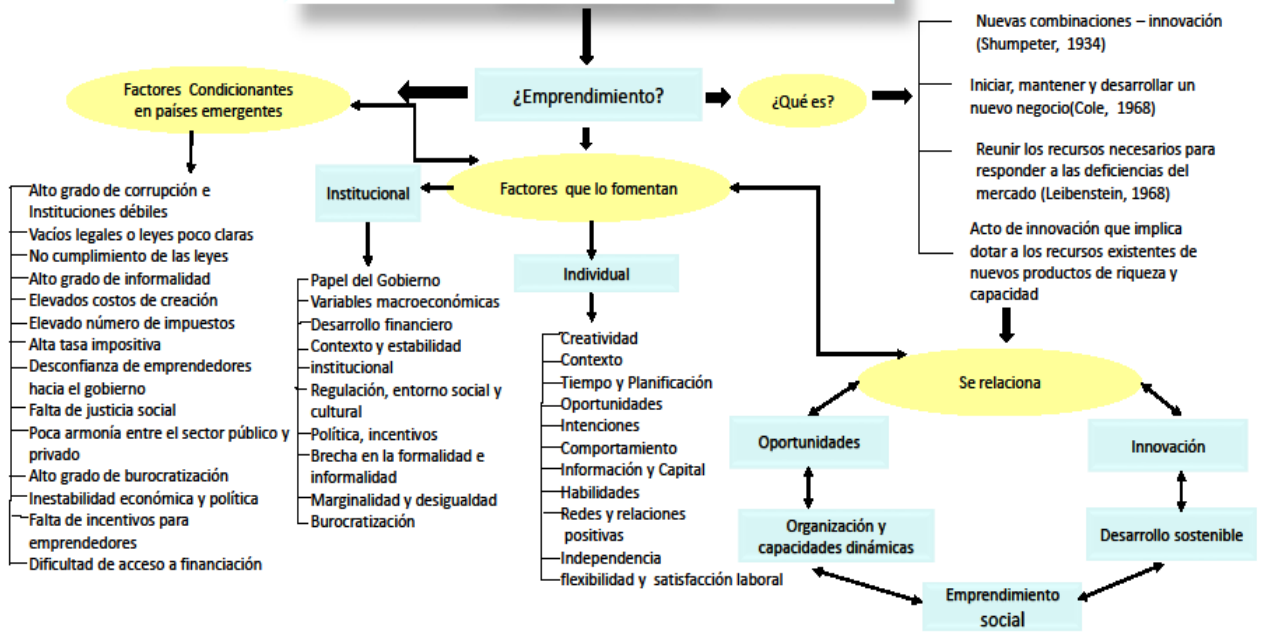 ¿Emprendimiento?
¿Qué es?
Nuevas combinaciones – innovación
(Shumpeter, 1934)
Iniciar, mantener y desarrollar un
nuevo negocio(Cole, 1968)
Reunir los recursos necesarios para
responder a las deficiencias del
mercado (Leibenstein, 1968)
Acto de innovación que implica
dotar a los recursos existentes de
nuevos productos de riqueza y
capacidad
Factores Condicionantes
en países emergentes
Alto grado de corrupción e
Instituciones débiles
Vacíos legales o leyes poco claras
No cumplimiento de las leyes
Alto grado de informalidad
Elevados costos de creación
Elevado número de impuestos
Alta tasa impositiva
Desconfianza de emprendedores
hacia el gobierno
Falta de justicia social
Poca armonía entre el sector público y
privado
Alto grado de burocratización
Inestabilidad económica y política
Falta de incentivos para
emprendedores
Dificultad de acceso a financiación
Factores que lo fomentan
Institucional
Papel del Gobierno
Variables macroeconómicas
Desarrollo financiero
Contexto y estabilidad
institucional
Regulación, entorno social y
cultural
Política, incentivos
Brecha en la formalidad e
informalidad
Marginalidad y desigualdad
Burocratización
Individual
Creatividad
Contexto
Tiempo y Planificación
Oportunidades
Intenciones
Comportamiento
Información y Capital
Habilidades
Redes y relaciones
positivas
Independencia
flexibilidad y satisfacción laboral
Se relaciona
Oportunidades
Innovación
Organización y
capacidades dinámicas
Desarrollo sostenible
Emprendimiento
social